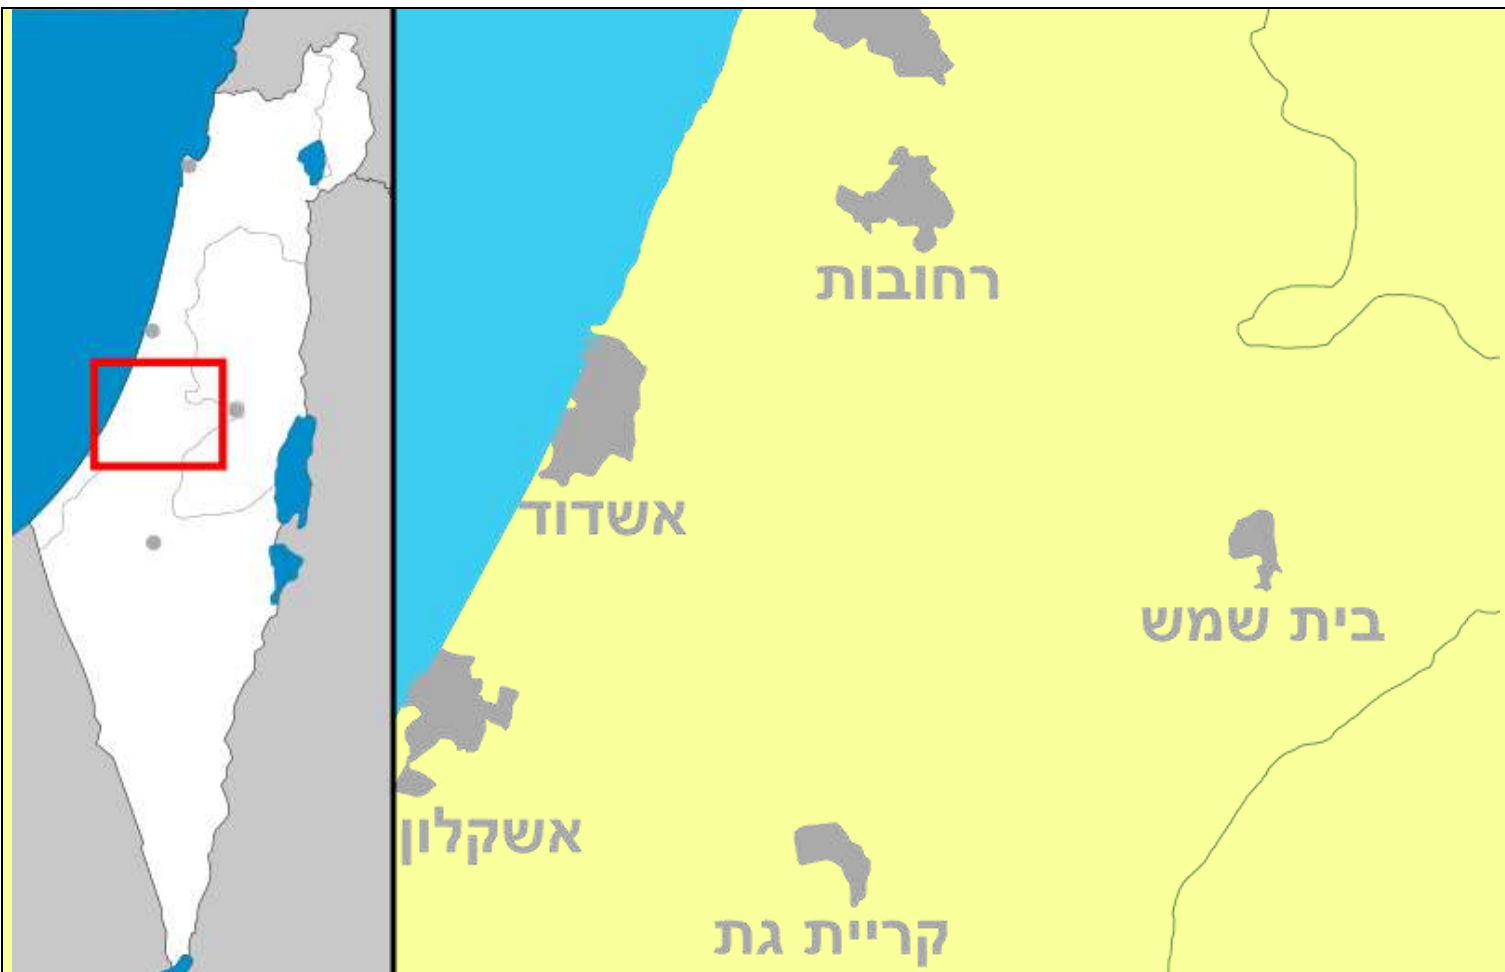 רחובות
אשדוד
בית שמש
אשקלון
קריית גת